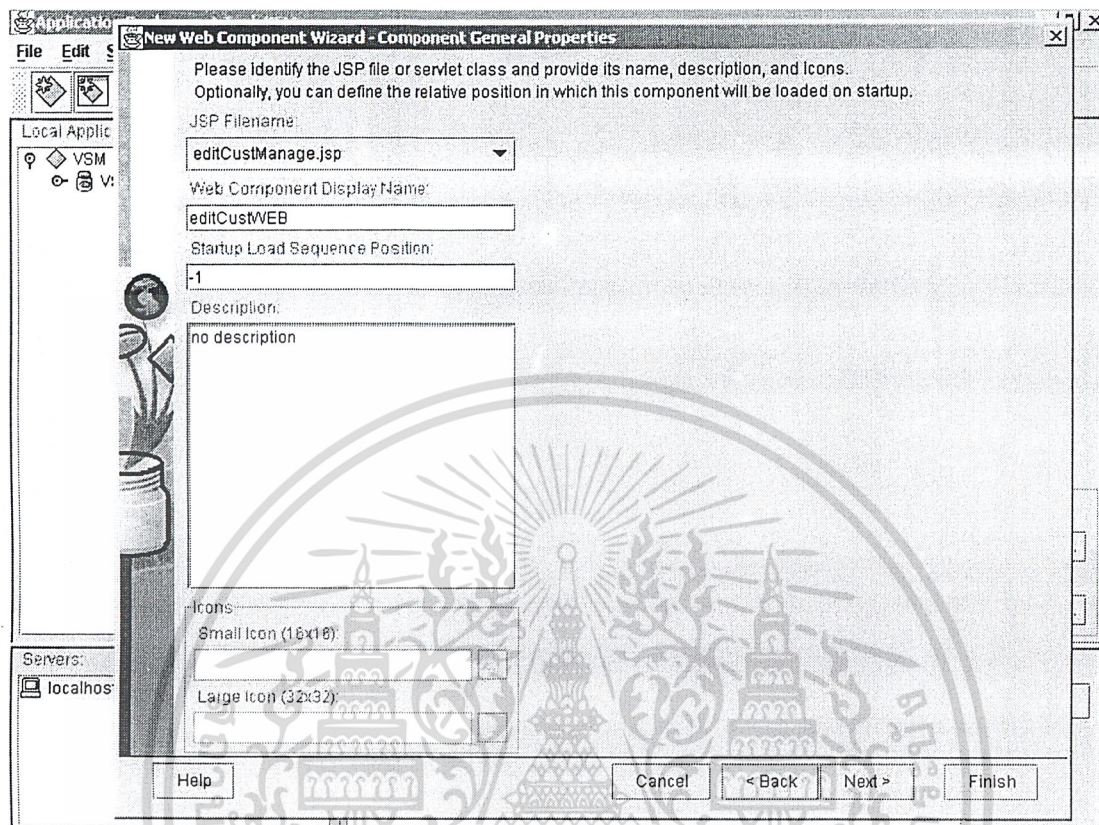 New Web Component Wizard - Component General Properties
File Edit
Please identify the JSP file or servlet class and provide its name, description, and icons.
Optionally, you can define the relative position in which this component will be loaded on startup.
JSP Filename:
editCustManage.jsp
Web Component Display Name:
editCustWEB
Startup Load Sequence Position:
-1
Description:
no description
Icons
Small Icon (16x16):
Large Icon (32x32):
Local Applic
VSM
Servers:
localhos
Help Cancel < Back Next > Finish